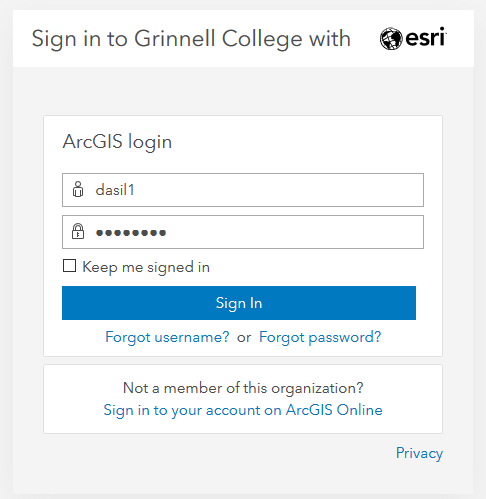 Sign in to Grinnell College with esri
ArcGIS login
dasil1
••••••••
Keep me signed in
Sign In
Forgot username? or Forgot password?
Not a member of this organization?
Sign in to your account on ArcGIS Online
Privacy